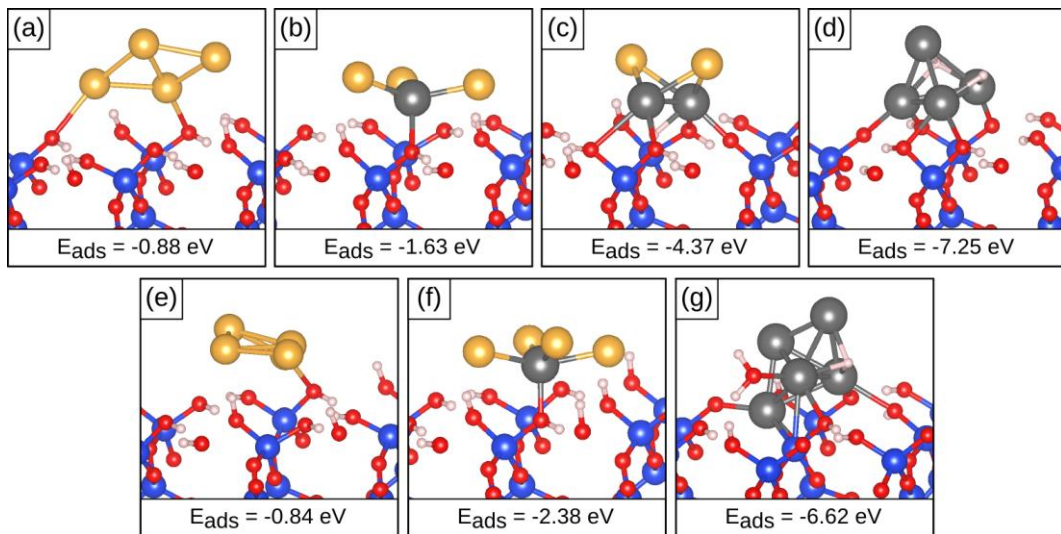 (a)
(b)
(c)
(d)
Eads = -0.88 eV
Eads = -1.63 eV
Eads = -4.37 eV
Eads = -7.25 eV
(e)
(f)
(g)
Eads = -0.84 eV
Eads = -2.38 eV
Eads = -6.62 eV